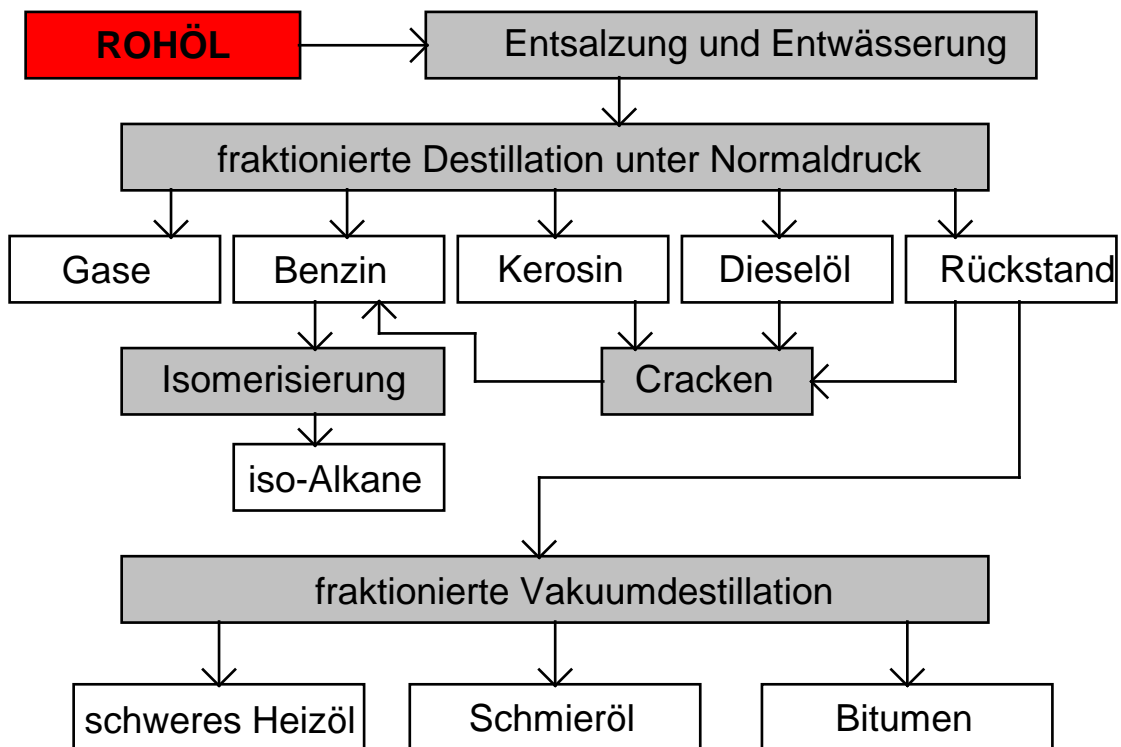 ROHÖL
Entsalzung und Entwässerung
fraktionierte Destillation unter Normaldruck
Gase
Benzin
Kerosin
Dieselöl
Rückstand
Isomerisierung
Cracken
iso-Alkane
fraktionierte Vakuumdestillation
schweres Heizöl
Schmieröl
Bitumen